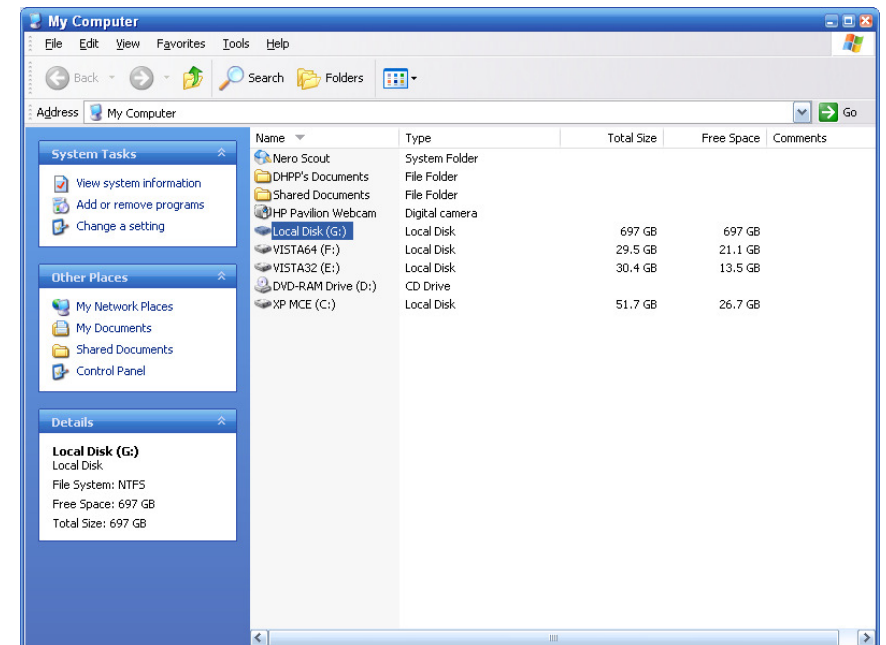 My Computer
File Edit View Favorites Tools Help
Back Search Folders
Address My Computer Go
System Tasks
View system information
Add or remove programs
Change a setting
Other Places
My Network Places
My Documents
Shared Documents
Control Panel
Details
Local Disk (G:)
Local Disk
File System: NTFS
Free Space: 697 GB
Total Size: 697 GB
Name Type Total Size Free Space Comments
Nero Scout System Folder
DHPP's Documents File Folder
Shared Documents File Folder
HP Pavilion Webcam Digital camera
Local Disk (G:) Local Disk 697 GB 697 GB
VISTA64 (F:) Local Disk 29.5 GB 21.1 GB
VISTA32 (E:) Local Disk 30.4 GB 13.5 GB
DVD-RAM Drive (D:) CD Drive
XP MCE (C:) Local Disk 51.7 GB 26.7 GB